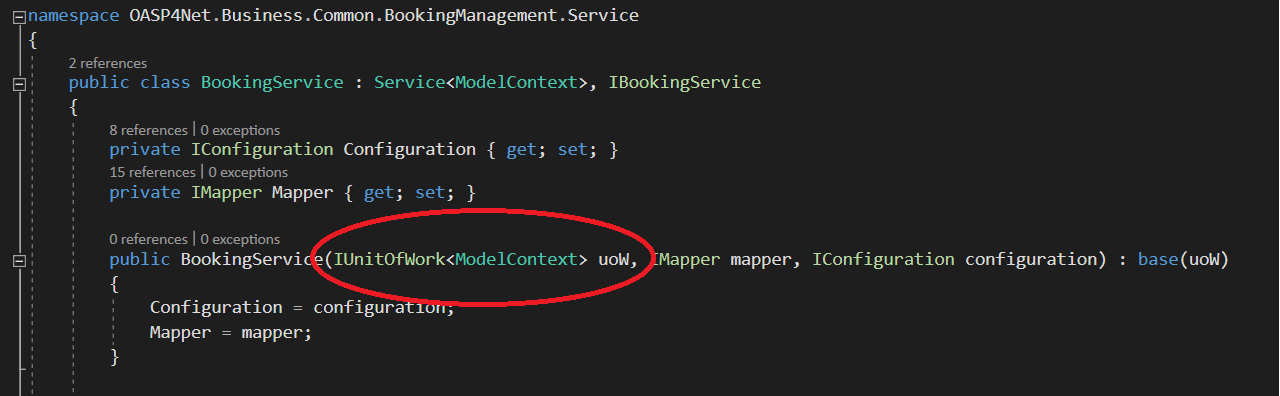 namespace OASP4Net.Business.Common.BookingManagement.Service
{
2 references
public class BookingService : Service<ModelContext>, IBookingService
{
8 references | 0 exceptions
private IConfiguration Configuration { get; set; }
15 references | 0 exceptions
private IMapper Mapper { get; set; }
0 references | 0 exceptions
public BookingService(IUnitOfWork<ModelContext> uoW, IMapper mapper, IConfiguration configuration) : base(uoW)
{
Configuration = configuration;
Mapper = mapper;
}